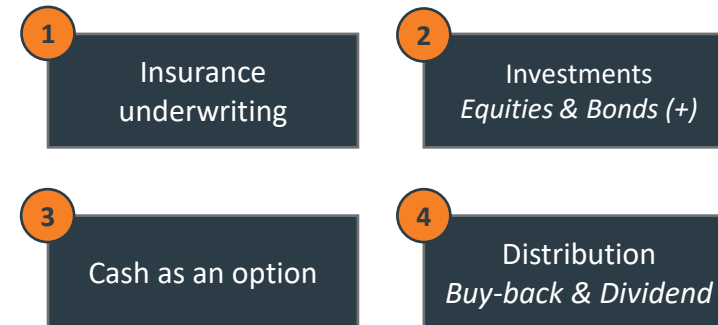 1
Insurance
underwriting
2
Investments
Equities & Bonds (+)
3
Cash as an option
4
Distribution
Buy-back & Dividend